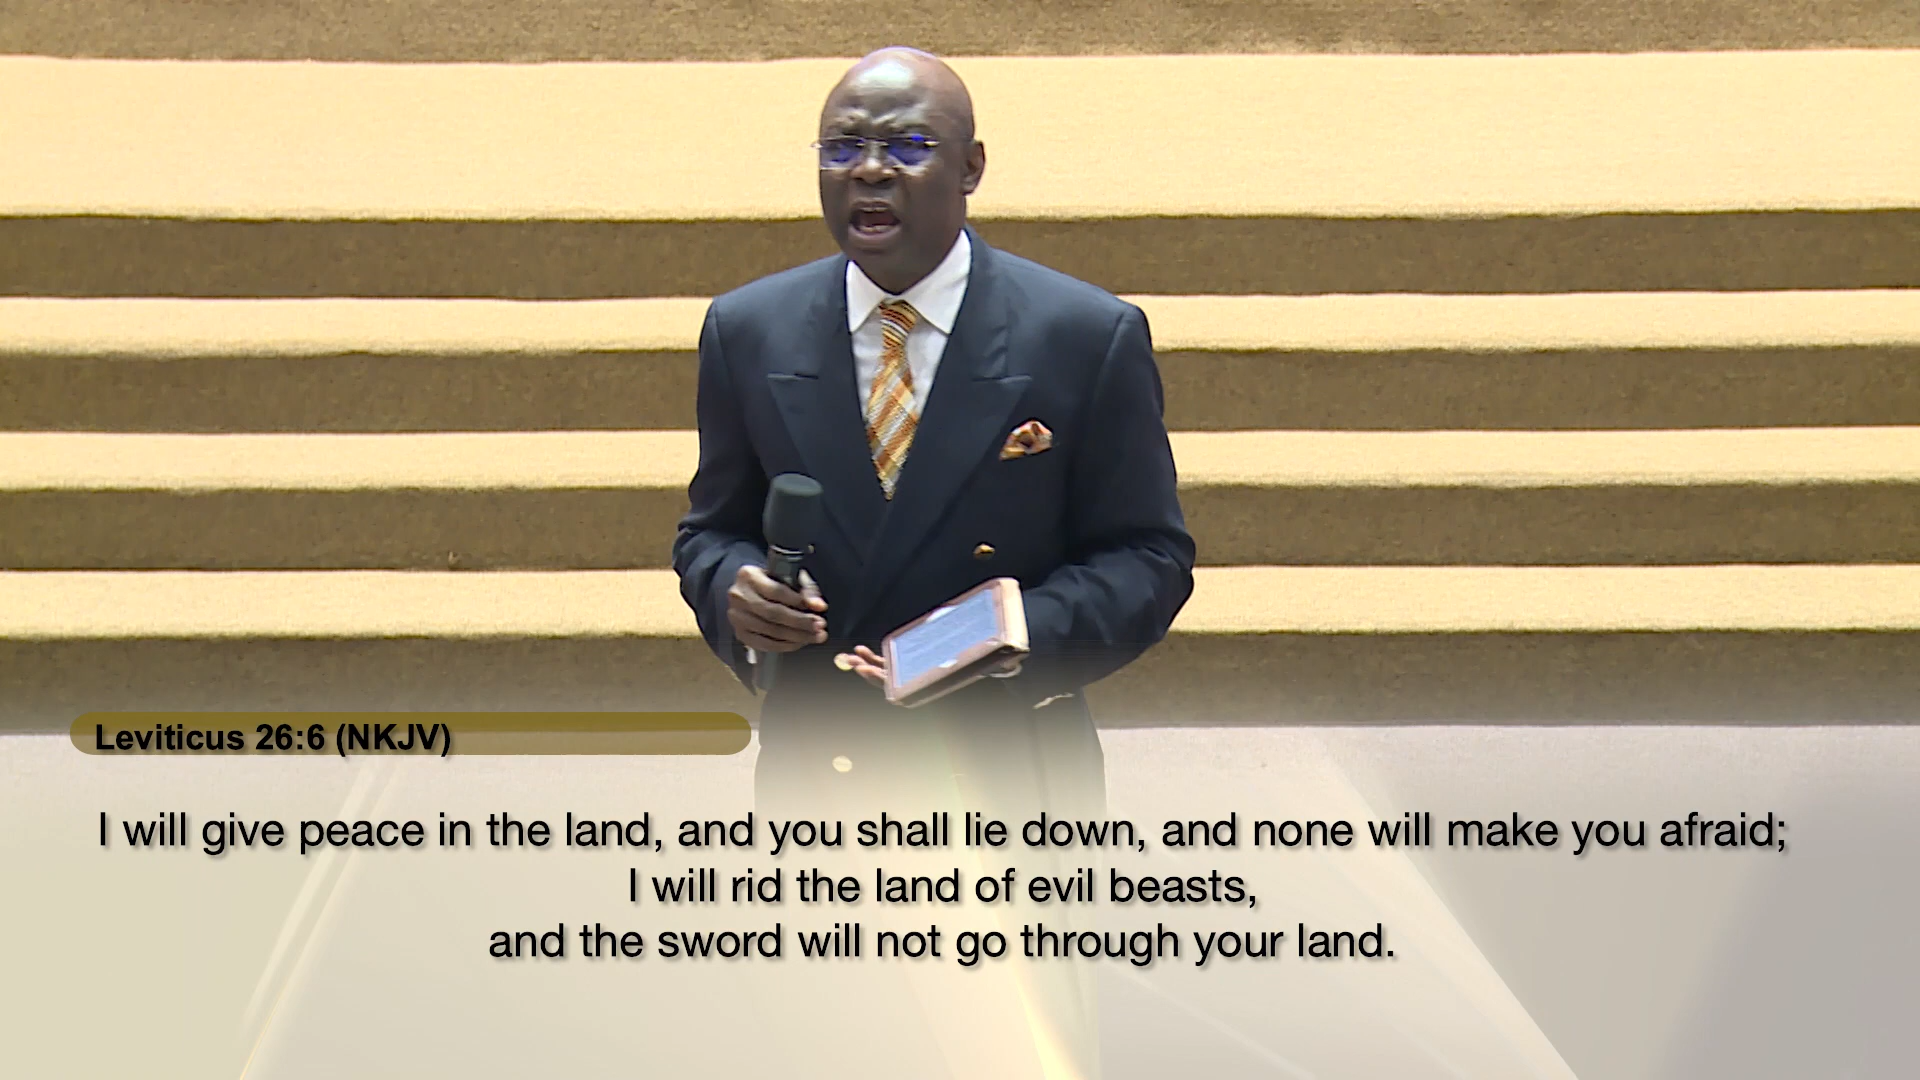 Leviticus 26:6 (NKJV)
I will give peace in the land, and you shall lie down, and none will make you afraid;
I will rid the land of evil beasts,
and the sword will not go through your land.